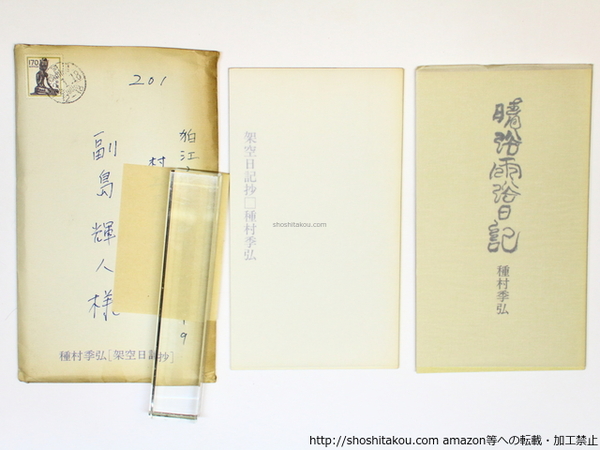 170
201
狛江
村
副島輝人様
19
種村季弘[架空日記抄]
架空日記抄□種村季弘
shoshitakou.com
晴浴雨浴日記
種村季弘
http://shoshitakou.com amazon等への転載・加工禁止